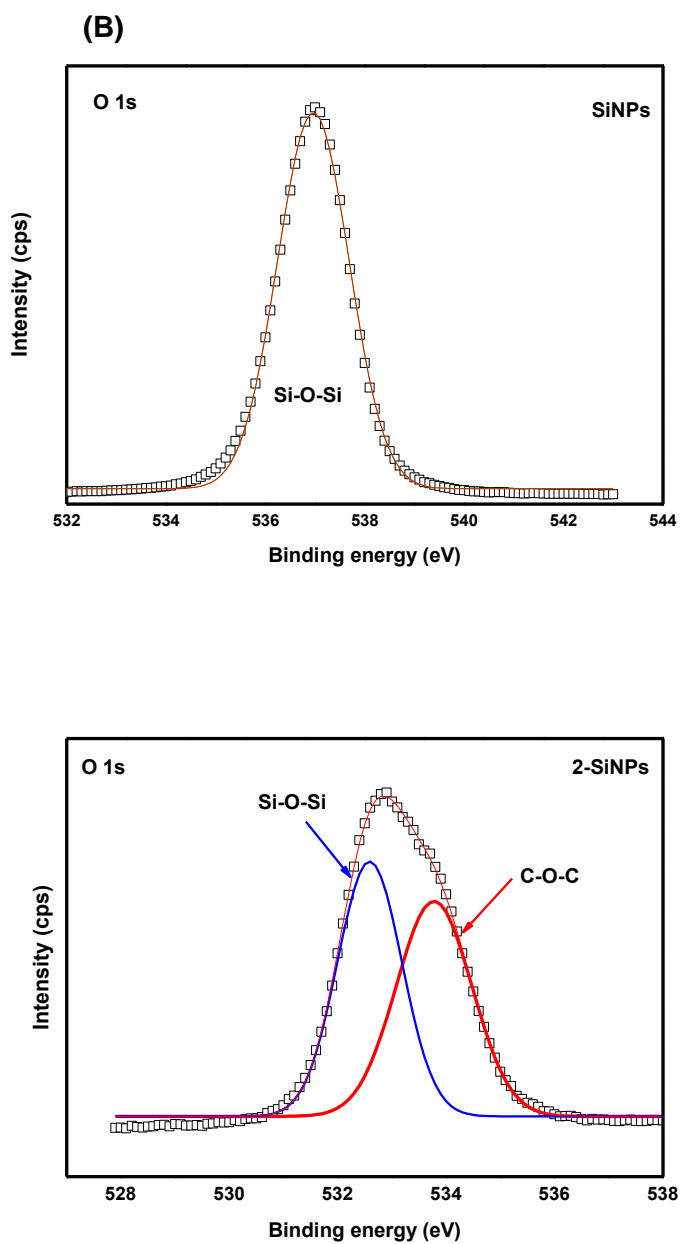 (B)
O 1s
SiNPs
Intensity (cps)
Si-O-Si
532 534 536 538 540 542 544
Binding energy (eV)
O 1s
2-SiNPs
Si-O-Si
C-O-C
Intensity (cps)
528 530 532 534 536 538
Binding energy (eV)